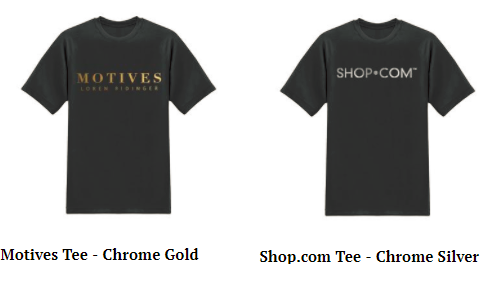 MOTIVES
LOREN RIDINGER
SHOP•COM™
Motives Tee - Chrome Gold
Shop.com Tee - Chrome Silver